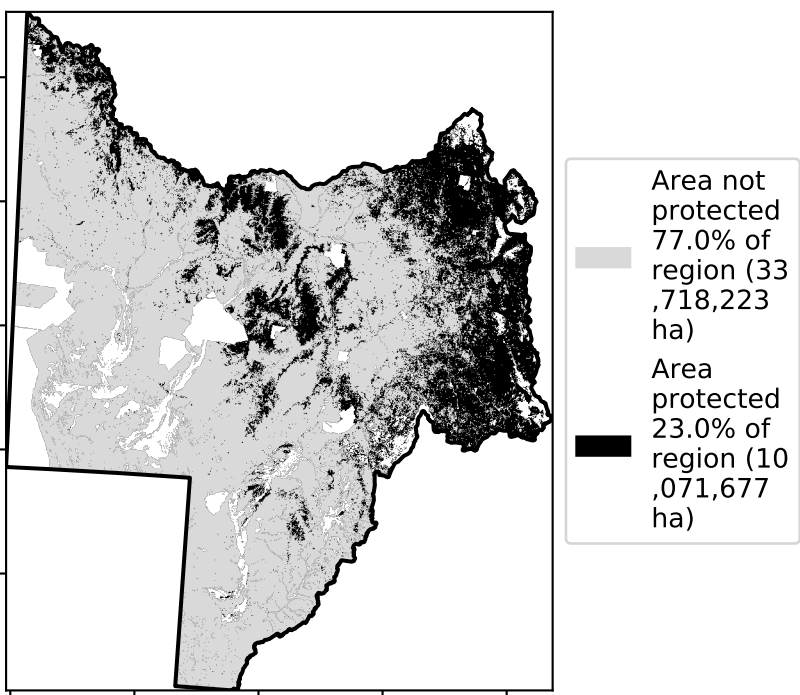 Area not
protected
77.0% of
region (33
,718,223
ha)
Area
protected
23.0% of
region (10
,071,677
ha)